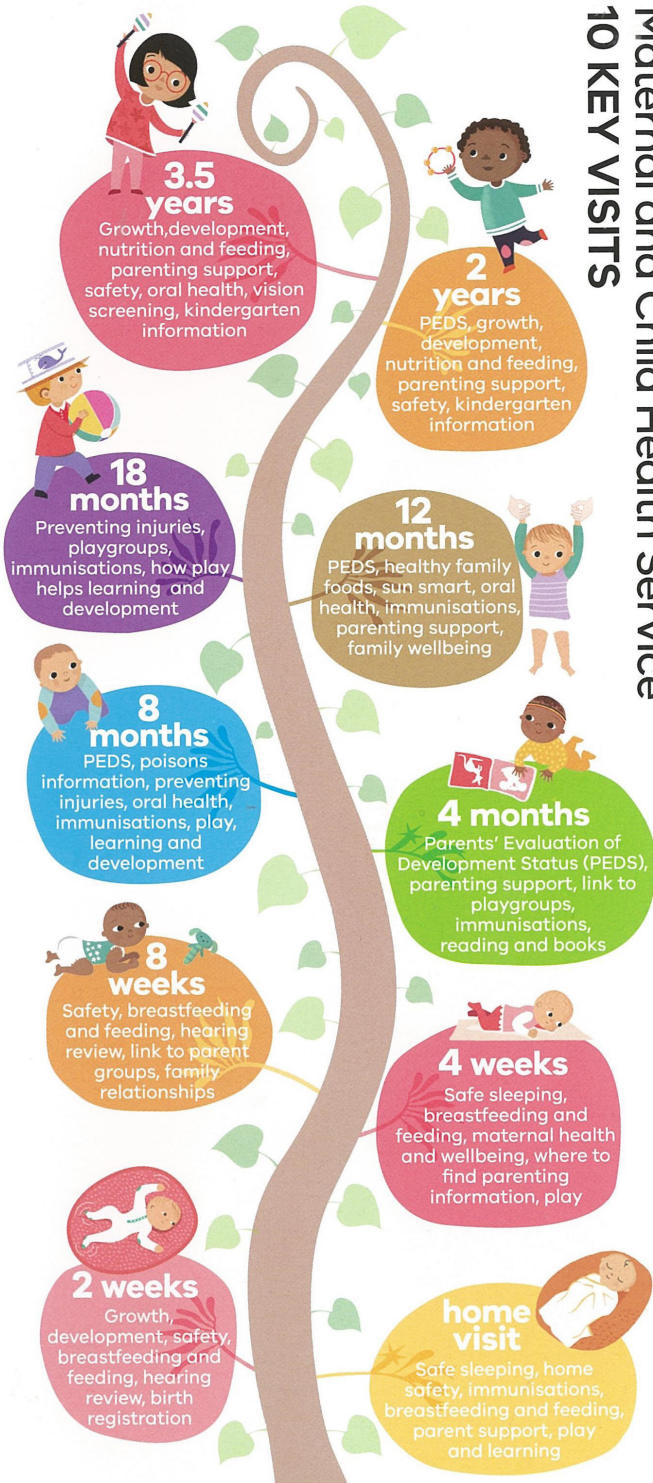 Maternal and Child Health Service
10 KEY VISITS
3.5
years
Growth,development,
nutrition and feeding,
parenting support,
safety, oral health, vision
screening, kindergarten
information
2
years
PEDS, growth,
development,
nutrition and feeding,
parenting support,
safety, kindergarten
information
18
months
Preventing injuries,
playgroups,
immunisations, how play
helps learning and
development
12
months
PEDS, healthy family
foods, sun smart, oral
health, immunisations,
parenting support,
family wellbeing
8
months
PEDS, poisons
information, preventing
injuries, oral health,
immunisations, play,
learning and
development
4 months
Parents' Evaluation of
Development Status (PEDS),
parenting support, link to
playgroups,
immunisations,
reading and books
8
weeks
Safety, breastfeeding
and feeding, hearing
review, link to parent
groups, family
relationships
4 weeks
Safe sleeping,
breastfeeding and
feeding, maternal health
and wellbeing, where to
find parenting
information, play
2 weeks
Growth,
development, safety,
breastfeeding and
feeding, hearing
review, birth
registration
home
visit
Safe sleeping, home
safety, immunisations,
breastfeeding and feeding,
parent support, play
and learning